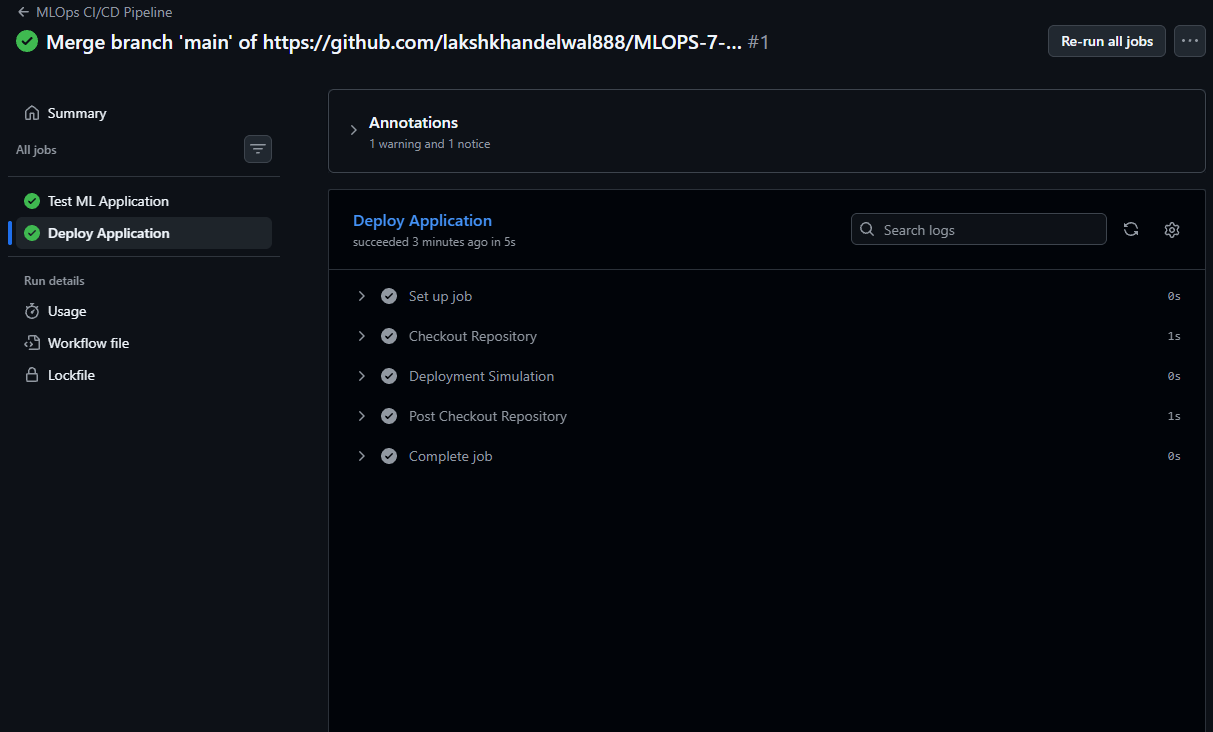 MLOps CI/CD Pipeline
Merge branch 'main' of https://github.com/lakshkhandelwal888/MLOPS-7-... #1
Re-run all jobs
Summary
All jobs
Test ML Application
Deploy Application
Run details
Usage
Workflow file
Lockfile
Annotations
1 warning and 1 notice
Deploy Application
succeeded 3 minutes ago in 5s
Search logs
Set up job 0s
Checkout Repository 1s
Deployment Simulation 0s
Post Checkout Repository 1s
Complete job 0s